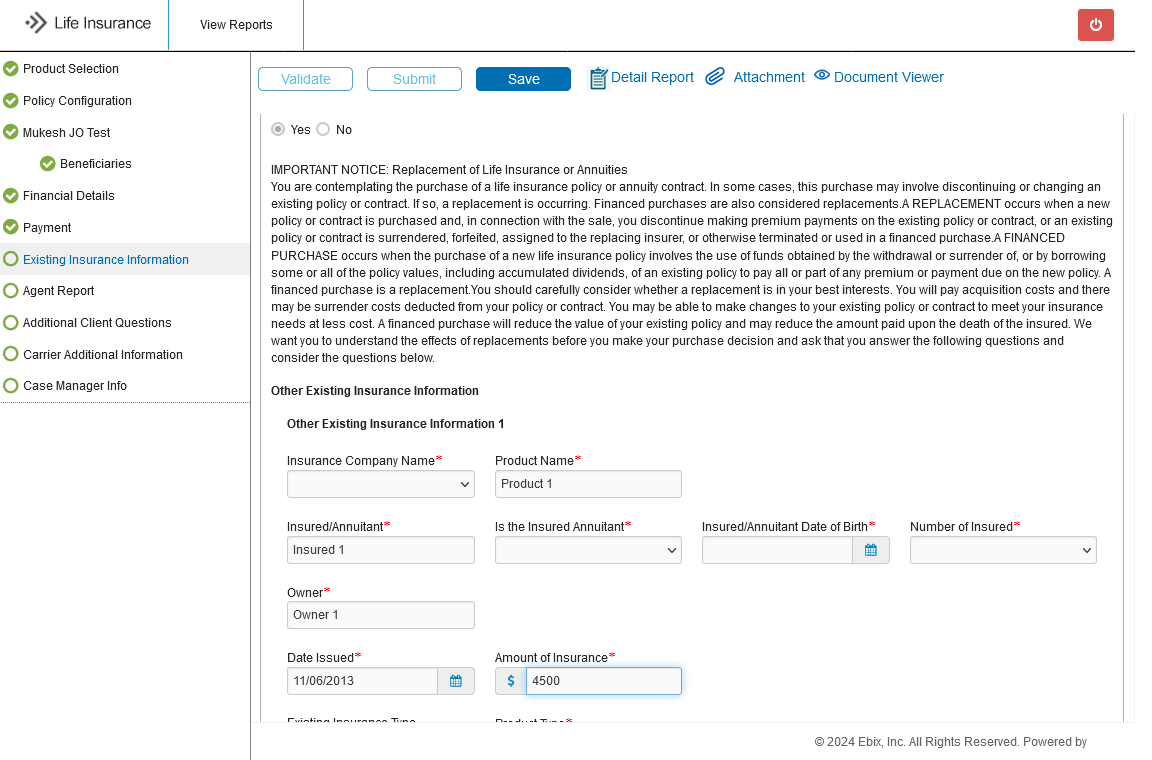 Life Insurance
View Reports
Product Selection
Policy Configuration
Mukesh JO Test
Beneficiaries
Financial Details
Payment
Existing Insurance Information
Agent Report
Additional Client Questions
Carrier Additional Information
Case Manager Info
Validate Submit Save Detail Report Attachment Document Viewer
Yes No
IMPORTANT NOTICE: Replacement of Life Insurance or Annuities
You are contemplating the purchase of a life insurance policy or annuity contract. In some cases, this purchase may involve discontinuing or changing an
existing policy or contract. If so, a replacement is occurring. Financed purchases are also considered replacements.A REPLACEMENT occurs when a new
policy or contract is purchased and, in connection with the sale, you discontinue making premium payments on the existing policy or contract, or an existing
policy or contract is surrendered, forfeited, assigned to the replacing insurer, or otherwise terminated or used in a financed purchase.A FINANCED
PURCHASE occurs when the purchase of a new life insurance policy involves the use of funds obtained by the withdrawal or surrender of, or by borrowing
some or all of the policy values, including accumulated dividends, of an existing policy to pay all or part of any premium or payment due on the new policy. A
financed purchase is a replacement.You should carefully consider whether a replacement is in your best interests. You will pay acquisition costs and there
may be surrender costs deducted from your policy or contract. You may be able to make changes to your existing policy or contract to meet your insurance
needs at less cost. A financed purchase will reduce the value of your existing policy and may reduce the amount paid upon the death of the insured. We
want you to understand the effects of replacements before you make your purchase decision and ask that you answer the following questions and
consider the questions below.
Other Existing Insurance Information
Other Existing Insurance Information 1
Insurance Company Name* Product Name*
Product 1
Insured/Annuitant* Is the Insured Annuitant* Insured/Annuitant Date of Birth* Number of Insured*
Insured 1
Owner*
Owner 1
Date Issued* Amount of Insurance*
11/06/2013 $ 4500
Existing Insurance Type Product Type*
© 2024 Ebix, Inc. All Rights Reserved. Powered by